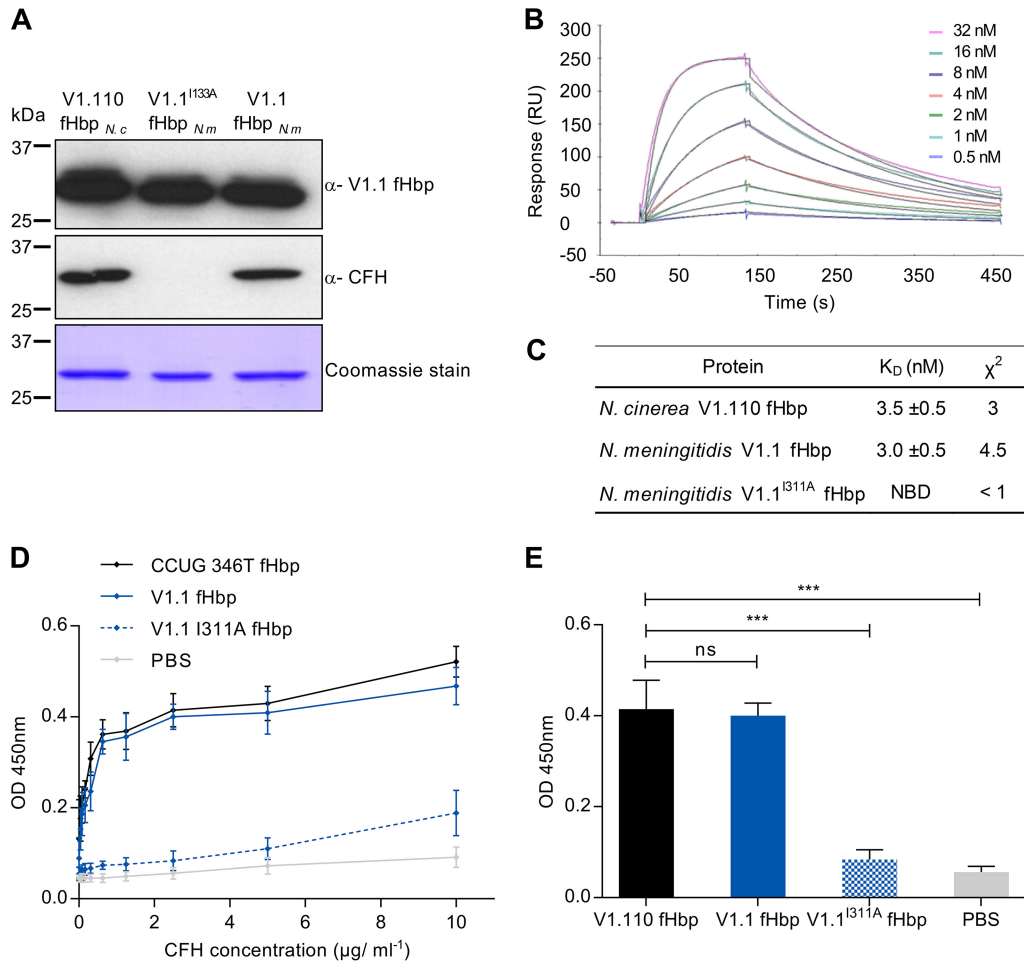 A
kDa
V1.110 V1.1I133A V1.1
fHbp N. c fHbp N.m fHbp N.m
37
25
α- V1.1 fHbp
37
25
α- CFH
37
25
Coomassie stain
B
Response (RU)
300
250
200
150
100
50
0
-50
-50 50 150 250 350 450
Time (s)
32 nM
16 nM
8 nM
4 nM
2 nM
1 nM
0.5 nM
C
Protein KD (nM) χ2
N. cinerea V1.110 fHbp 3.5 ±0.5 3
N. meningitidis V1.1 fHbp 3.0 ±0.5 4.5
N. meningitidis V1.1I311A fHbp NBD < 1
D
CCUG 346T fHbp
V1.1 fHbp
V1.1 I311A fHbp
PBS
OD 450nm
0.6
0.4
0.2
0.0
0 2 4 6 8 10
CFH concentration (µg/ ml-1)
E
OD 450nm
0.6
0.4
0.2
0.0
***
***
ns
V1.110 fHbp V1.1 fHbp V1.1I311A fHbp PBS